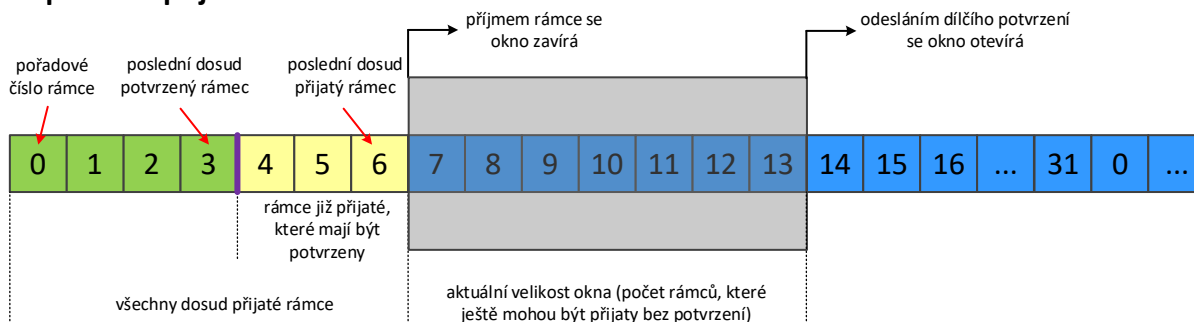 příjmem rámce se
okno zavírá
odesláním dílčího potvrzení
se okno otevírá
pořadové
číslo rámce
poslední dosud
potvrzený rámec
poslední dosud
přijatý rámec
0 1 2 3 4 5 6 7 8 9 10 11 12 13 14 15 16 ... 31 0 ...
rámce již přijaté,
které mají být
potvrzeny
všechny dosud přijaté rámce
aktuální velikost okna (počet rámců, které
ještě mohou být přijaty bez potvrzení)